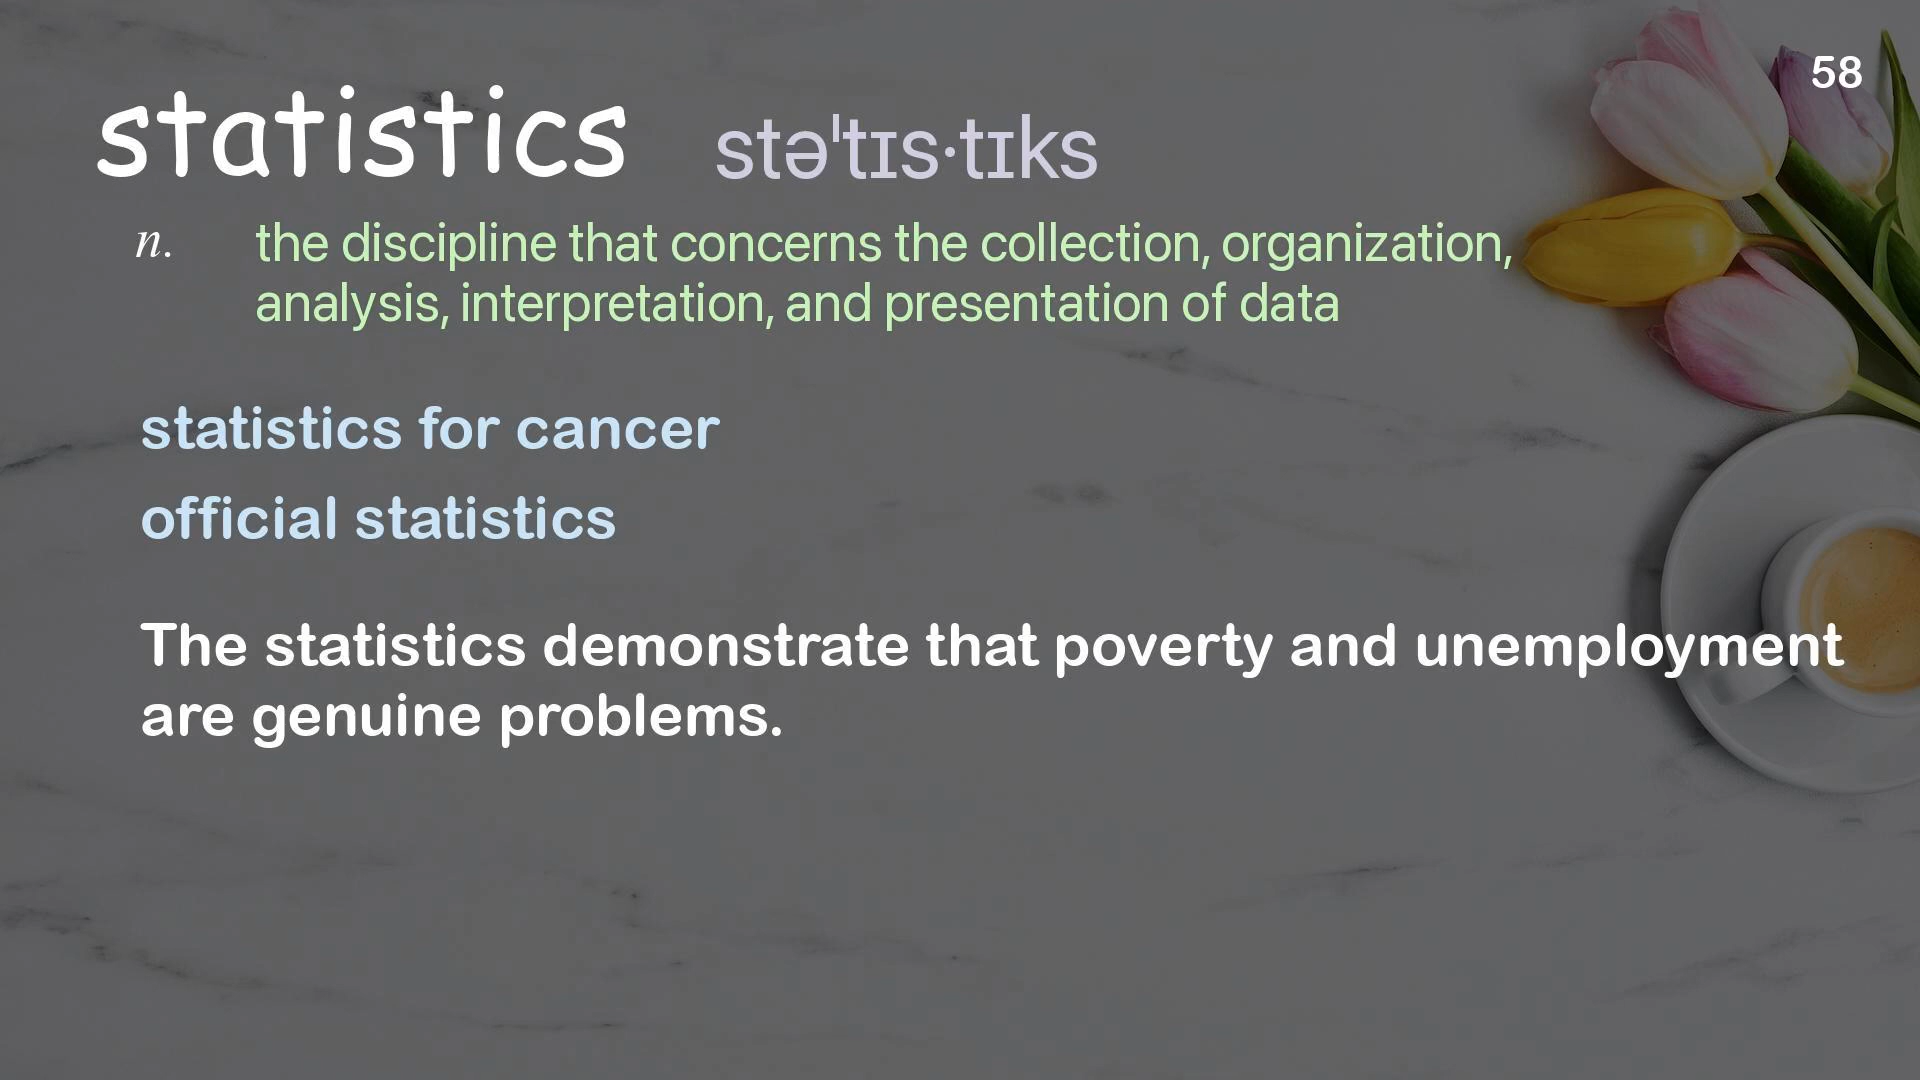 58
statistics stəˈtɪs·tɪks
n. the discipline that concerns the collection, organization,
analysis, interpretation, and presentation of data
statistics for cancer
official statistics
The statistics demonstrate that poverty and unemployment
are genuine problems.